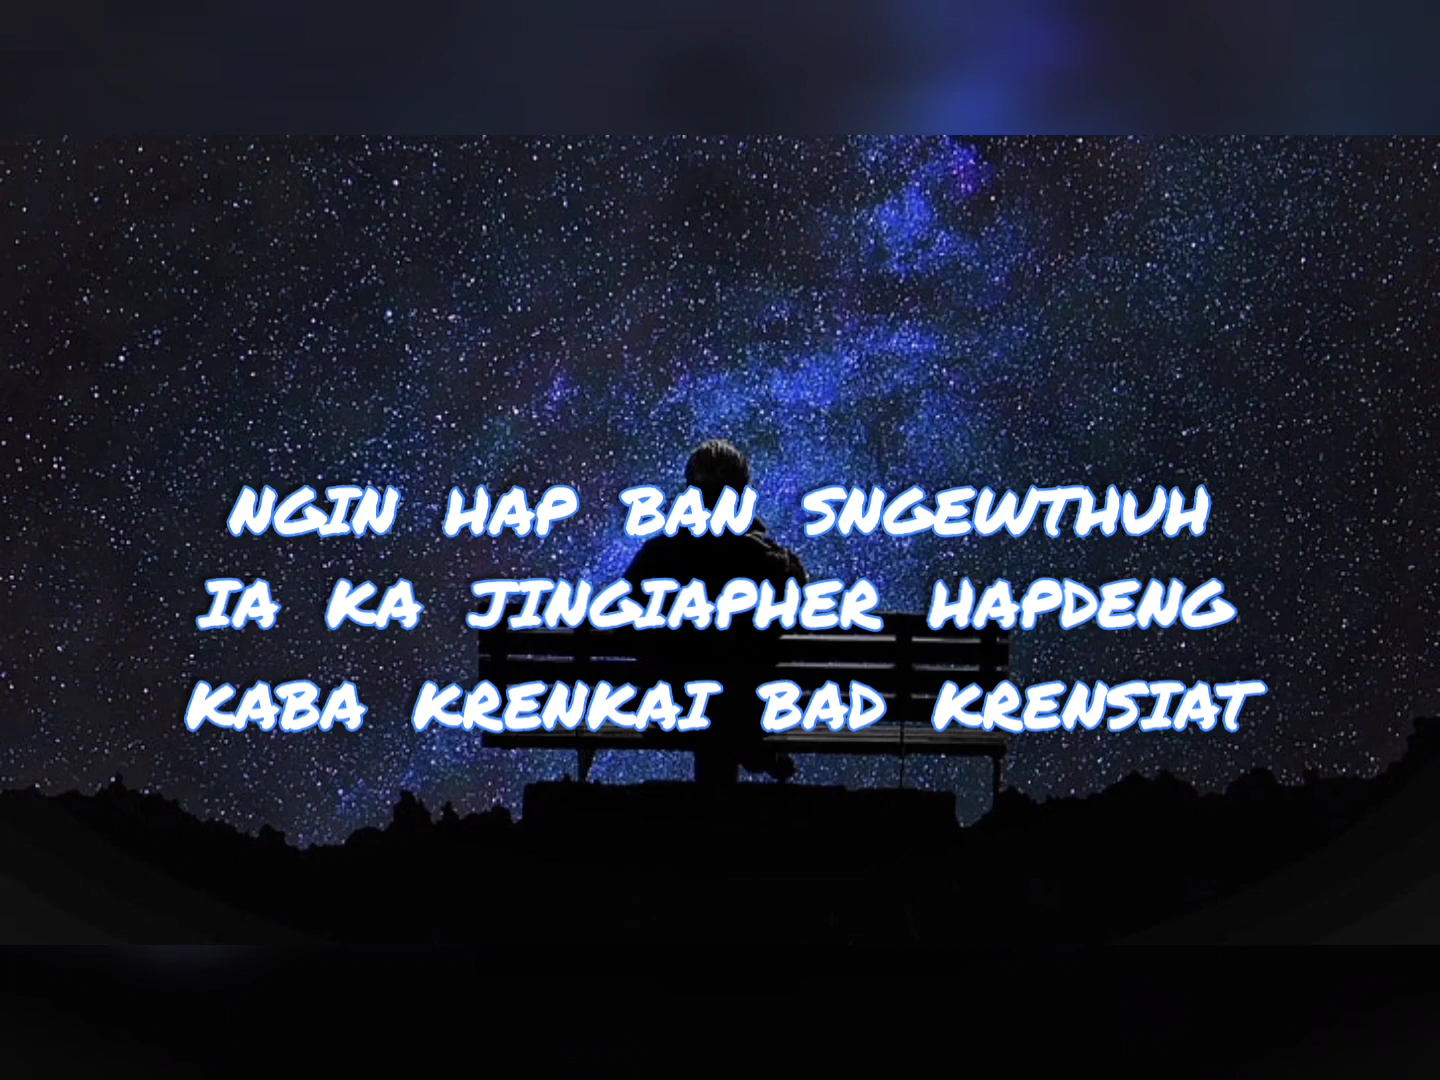 NGIN HAP BAN SNGEWTHUH
IA KA JINGIAPHER HAPDENG
KABA KRENKAI BAD KRENSIAT